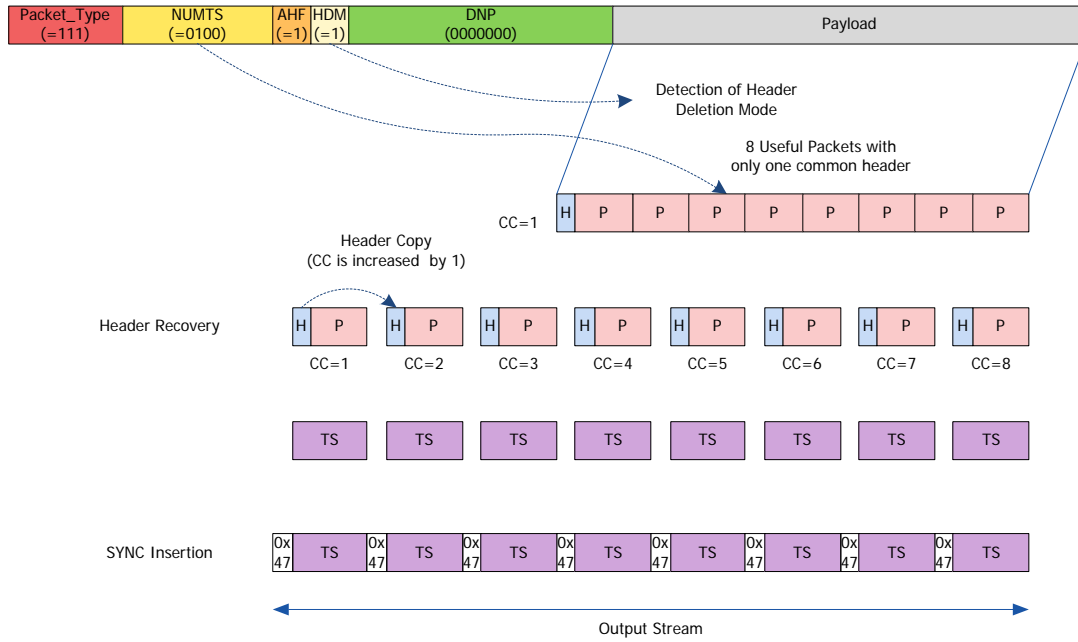 Packet_Type
(=111)
NUMTS
(=0100)
AHF
(=1)
HDM
(=1)
DNP
(0000000)
Payload
Detection of Header
Deletion Mode
8 Useful Packets with
only one common header
CC=1
H P P P P P P P P
Header Copy
(CC is increased by 1)
Header Recovery
H P H P H P H P H P H P H P H P
CC=1 CC=2 CC=3 CC=4 CC=5 CC=6 CC=7 CC=8
TS TS TS TS TS TS TS TS
SYNC Insertion
0x
47
TS
0x
47
TS
0x
47
TS
0x
47
TS
0x
47
TS
0x
47
TS
0x
47
TS
0x
47
TS
Output Stream